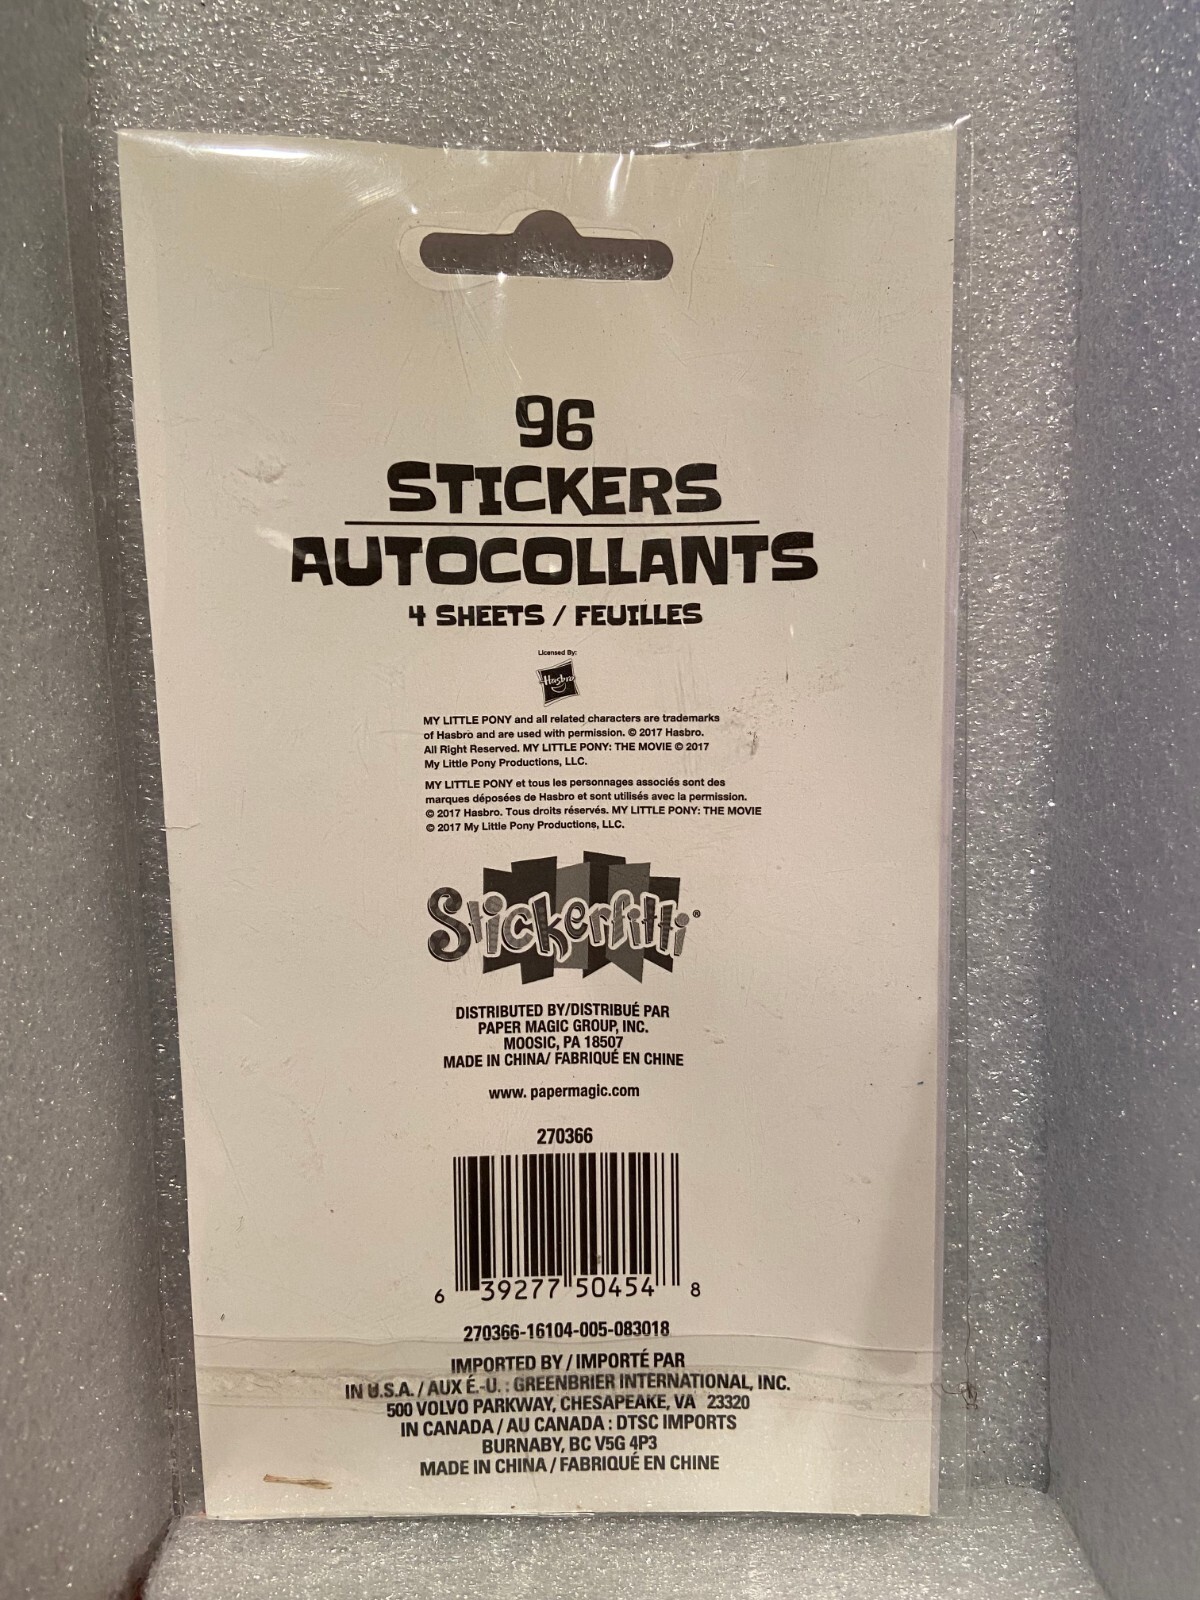 96
STICKERS
AUTOCOLLANTS
4 SHEETS / FEUILLES
Licensed By:
Hasbro
MY LITTLE PONY and all related characters are trademarks
of Hasbro and are used with permission. © 2017 Hasbro.
All Right Reserved. MY LITTLE PONY: THE MOVIE © 2017
My Little Pony Productions, LLC.
MY LITTLE PONY et tous les personnages associés sont des
marques déposées de Hasbro et sont utilisés avec la permission.
© 2017 Hasbro. Tous droits réservés. MY LITTLE PONY: THE MOVIE
© 2017 My Little Pony Productions, LLC.
Stickerfitti®
DISTRIBUTED BY/DISTRIBUÉ PAR
PAPER MAGIC GROUP, INC.
MOOSIC, PA 18507
MADE IN CHINA/ FABRIQUÉ EN CHINE
www. papermagic.com
270366
6 39277 50454 8
270366-16104-005-083018
IMPORTED BY / IMPORTÉ PAR
IN U.S.A. / AUX É.-U. : GREENBRIER INTERNATIONAL, INC.
500 VOLVO PARKWAY, CHESAPEAKE, VA 23320
IN CANADA / AU CANADA : DTSC IMPORTS
BURNABY, BC V5G 4P3
MADE IN CHINA / FABRIQUÉ EN CHINE